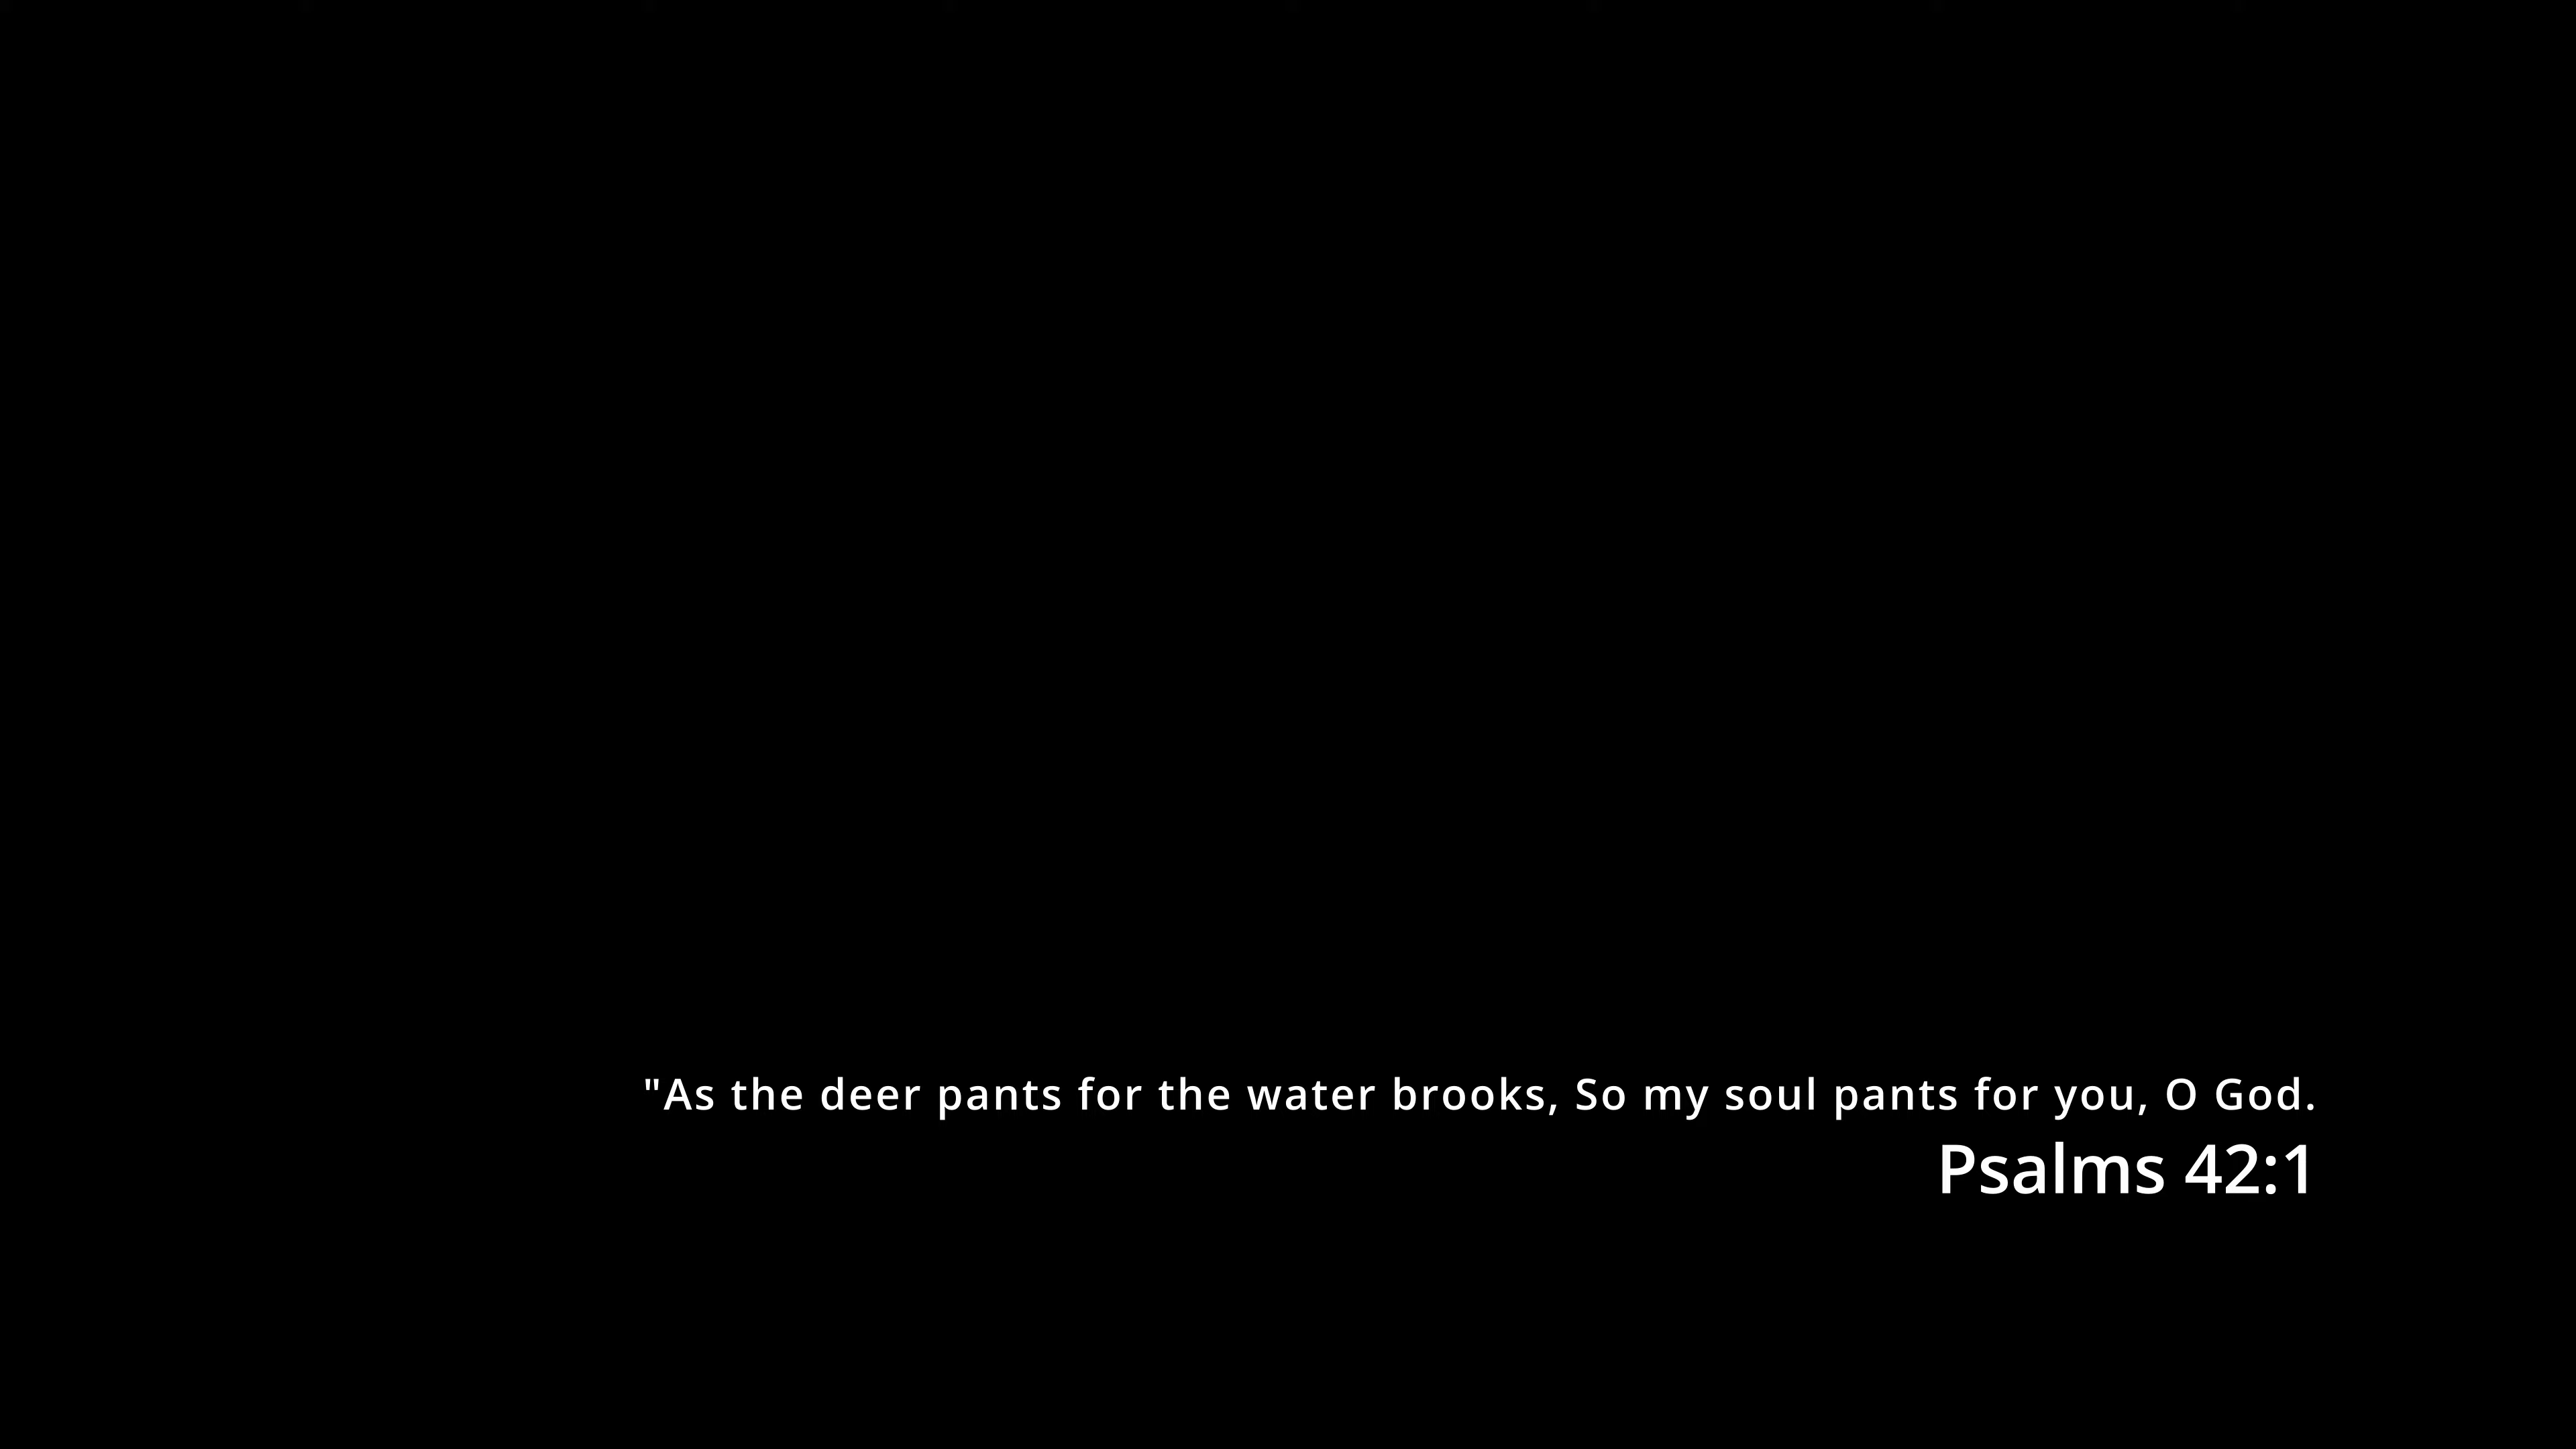 "As the deer pants for the water brooks, So my soul pants for you, O God.
Psalms 42:1